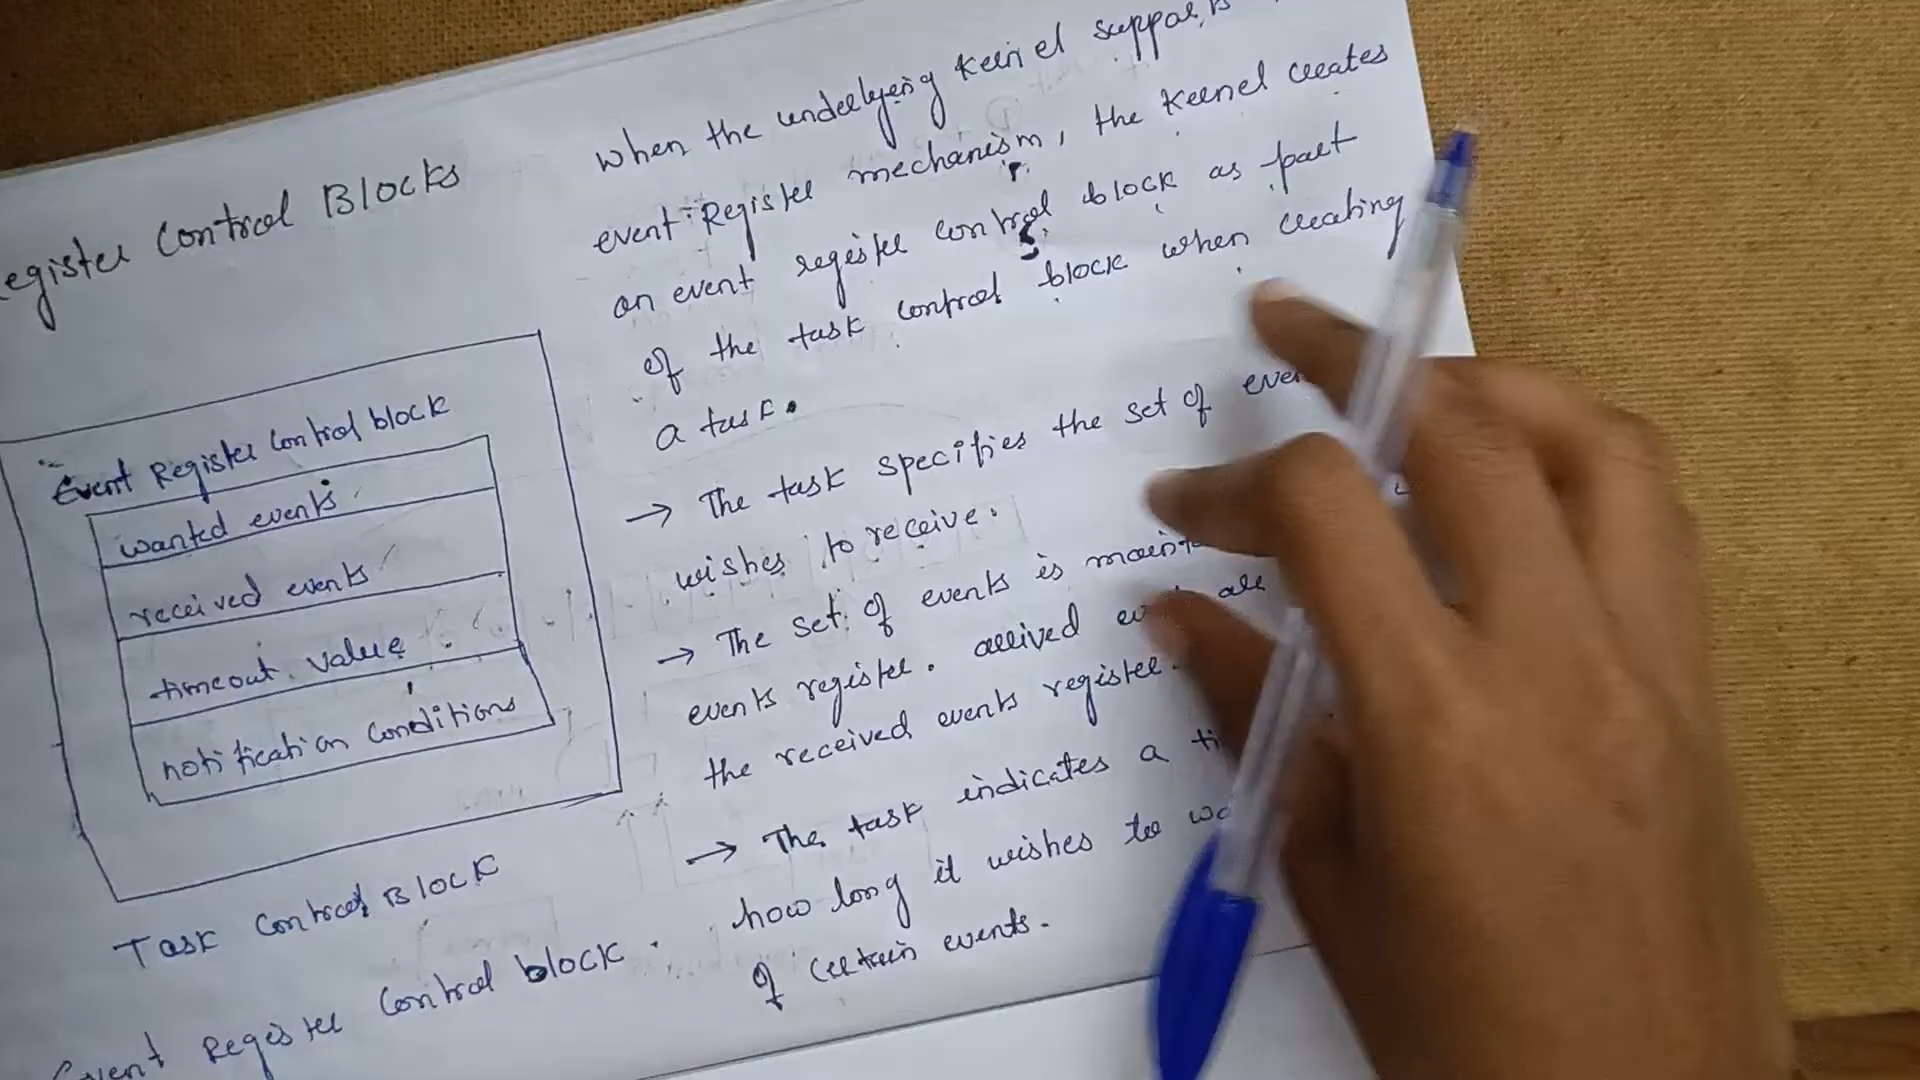 egister Control Blocks
Event Register Control block
wanted events
received events
timeout value
notification conditions
Task Control Block
Event Register Control block.
when the underlying kernel supports
event Register mechanism, the kernel creates
an event register control block as part
of the task control block when creating
a task.
→ The task specifies the set of
wishes to receive.
→ The set of events is
events register. arrived are
the received events register.
→ The task indicates a
how long it wishes to
of certain events.